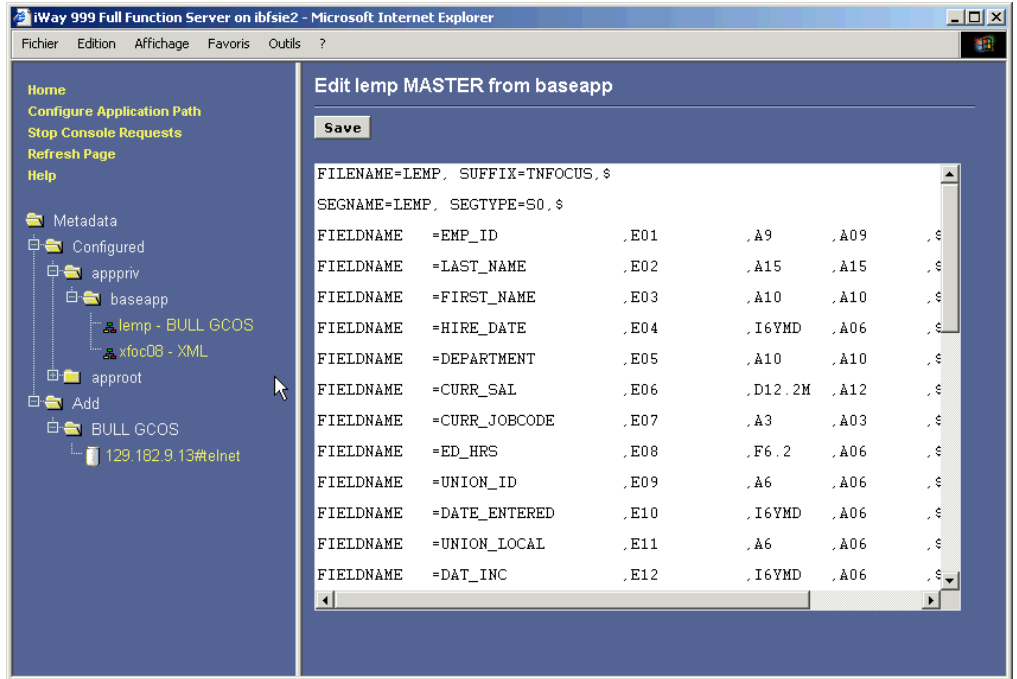 iWay 999 Full Function Server on ibfsie2 - Microsoft Internet Explorer
Fichier Edition Affichage Favoris Outils ?
Home
Configure Application Path
Stop Console Requests
Refresh Page
Help
Metadata
Configured
apppriv
baseapp
lemp - BULL GCOS
xfoc08 - XML
approot
Add
BULL GCOS
129.182.9.13#telnet
Edit lemp MASTER from baseapp
Save
FILENAME=LEMP, SUFFIX=TNFOCUS,$
SEGNAME=LEMP, SEGTYPE=S0,$
FIELDNAME =EMP_ID ,E01 ,A9 ,A09 ,$
FIELDNAME =LAST_NAME ,E02 ,A15 ,A15 ,$
FIELDNAME =FIRST_NAME ,E03 ,A10 ,A10 ,$
FIELDNAME =HIRE_DATE ,E04 ,I6YMD ,A06 ,$
FIELDNAME =DEPARTMENT ,E05 ,A10 ,A10 ,$
FIELDNAME =CURR_SAL ,E06 ,D12.2M ,A12 ,$
FIELDNAME =CURR_JOBCODE ,E07 ,A3 ,A03 ,$
FIELDNAME =ED_HRS ,E08 ,F6.2 ,A06 ,$
FIELDNAME =UNION_ID ,E09 ,A6 ,A06 ,$
FIELDNAME =DATE_ENTERED ,E10 ,I6YMD ,A06 ,$
FIELDNAME =UNION_LOCAL ,E11 ,A6 ,A06 ,$
FIELDNAME =DAT_INC ,E12 ,I6YMD ,A06 ,$